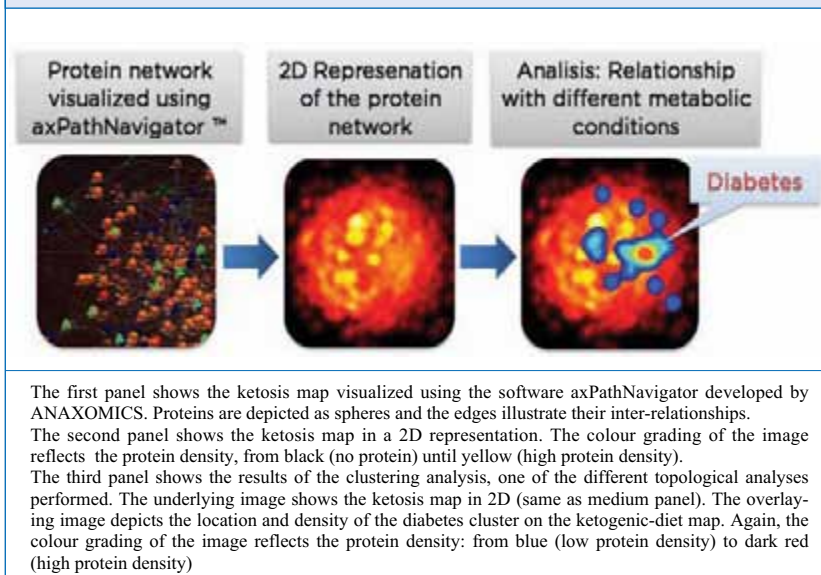 Protein network
visualized using
axPathNavigator ™
2D Represenation
of the protein
network
Analisis: Relationship
with different metabolic
conditions
Diabetes
The first panel shows the ketosis map visualized using the software axPathNavigator developed by
ANAXOMICS. Proteins are depicted as spheres and the edges illustrate their inter-relationships.
The second panel shows the ketosis map in a 2D representation. The colour grading of the image
reflects the protein density, from black (no protein) until yellow (high protein density).
The third panel shows the results of the clustering analysis, one of the different topological analyses
performed. The underlying image shows the ketosis map in 2D (same as medium panel). The overlay-
ing image depicts the location and density of the diabetes cluster on the ketogenic-diet map. Again, the
colour grading of the image reflects the protein density: from blue (low protein density) to dark red
(high protein density)